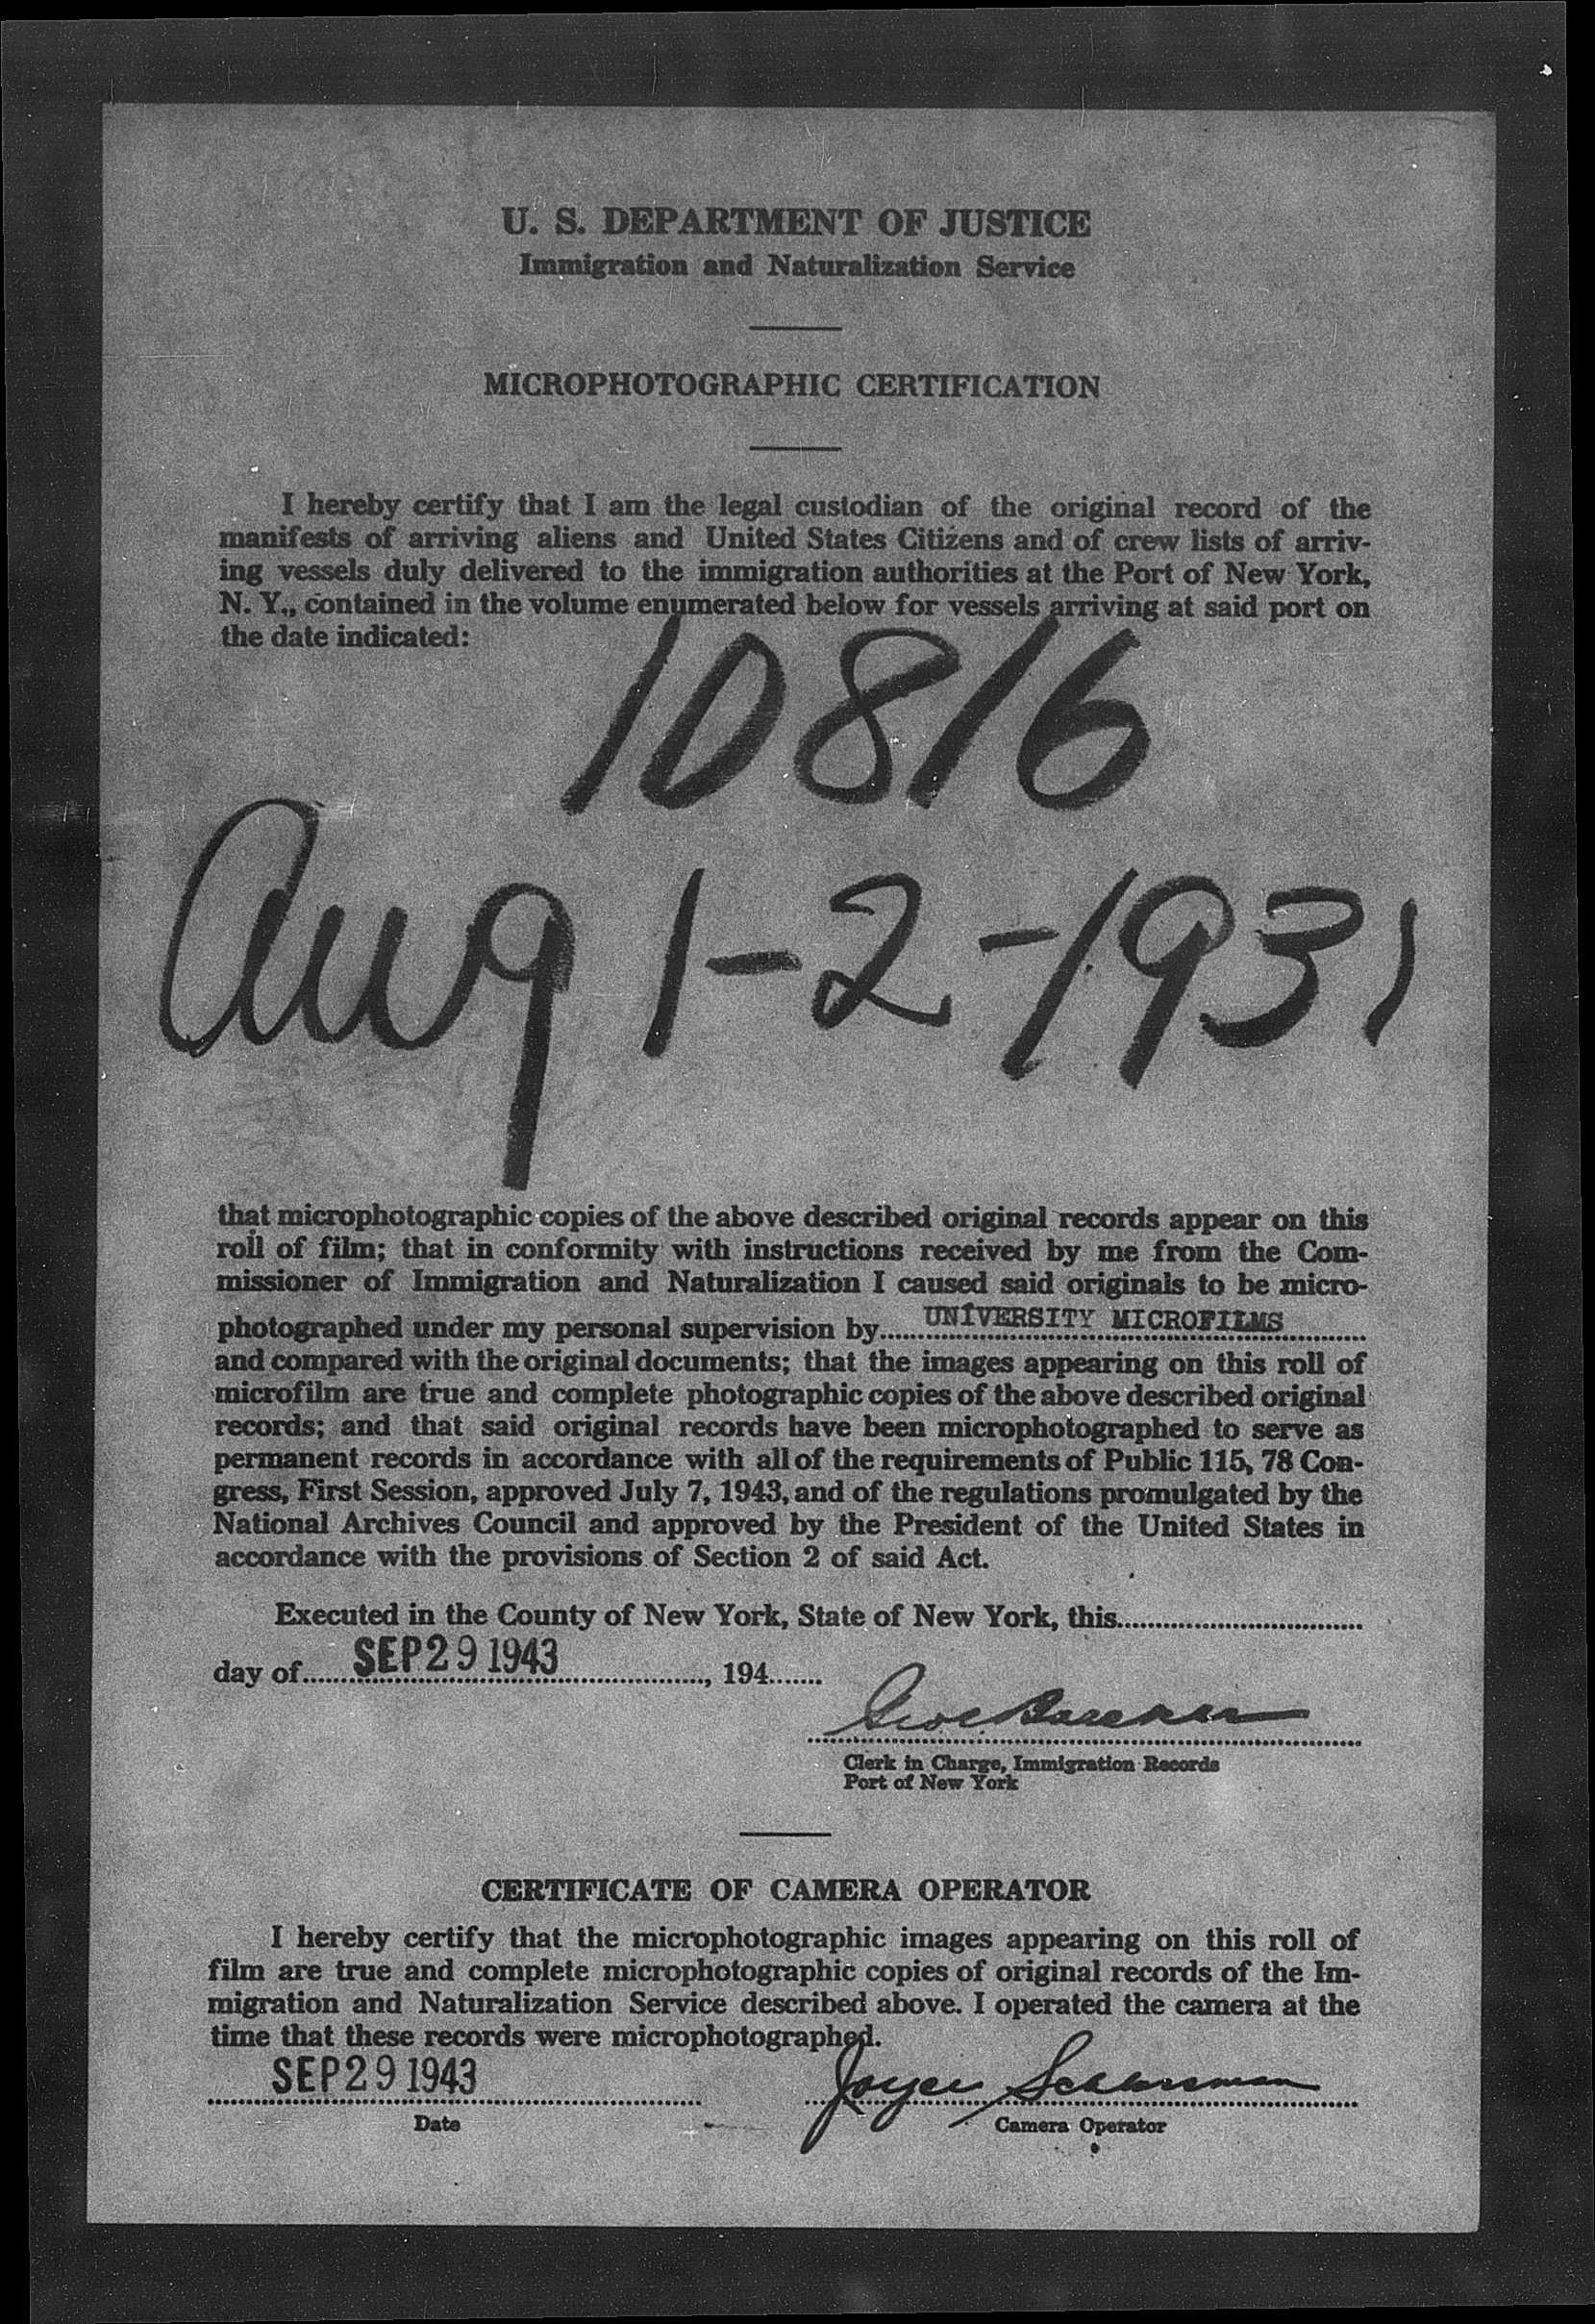 U. S. DEPARTMENT OF JUSTICE
Immigration and Naturalization Service
MICROPHOTOGRAPHIC CERTIFICATION
I hereby certify that I am the legal custodian of the original record of the
manifests of arriving aliens and United States Citizens and of crew lists of arriv-
ing vessels duly delivered to the immigration authorities at the Port of New York,
N. Y., contained in the volume enumerated below for vessels arriving at said port on
the date indicated:
10816
Aug 1-2-1931
that microphotographic copies of the above described original records appear on this
roll of film; that in conformity with instructions received by me from the Com-
missioner of Immigration and Naturalization I caused said originals to be micro-
photographed under my personal supervision by UNIVERSITY MICROFILMS
and compared with the original documents; that the images appearing on this roll of
microfilm are true and complete photographic copies of the above described original
records; and that said original records have been microphotographed to serve as
permanent records in accordance with all of the requirements of Public 115, 78 Con-
gress, First Session, approved July 7, 1943, and of the regulations promulgated by the
National Archives Council and approved by the President of the United States in
accordance with the provisions of Section 2 of said Act.
Executed in the County of New York, State of New York, this
day of SEP 29 1943, 194
Clerk in Charge, Immigration Records
Port of New York
CERTIFICATE OF CAMERA OPERATOR
I hereby certify that the microphotographic images appearing on this roll of
film are true and complete microphotographic copies of original records of the Im-
migration and Naturalization Service described above. I operated the camera at the
time that these records were microphotographed.
SEP 29 1943 Joyce
Date Camera Operator